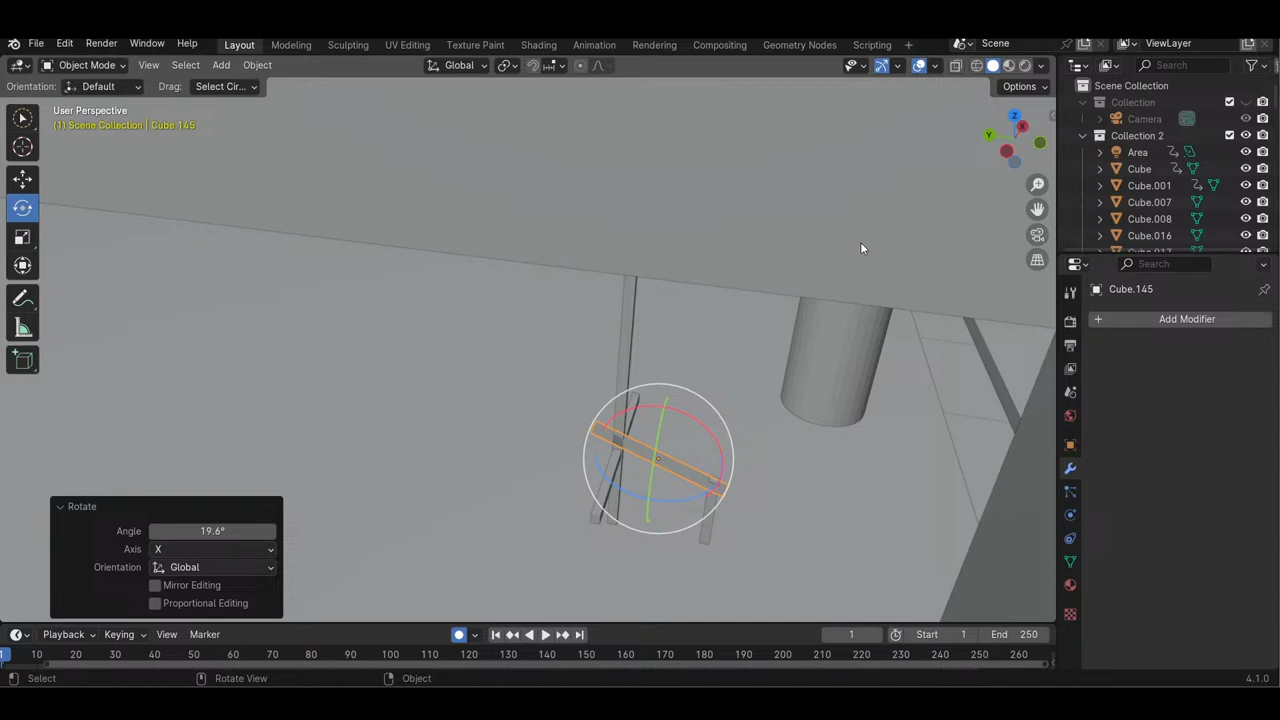 File Edit Render Window Help Layout Modeling Sculpting UV Editing Texture Paint Shading Animation Rendering Compositing Geometry Nodes Scripting + Scene ViewLayer
Object Mode View Select Add Object Global Search
Orientation: Default Drag: Select Cir... Options
Scene Collection
User Perspective
(1) Scene Collection | Cube.145
Collection
Camera
Collection 2
Area
Cube
Cube.001
Cube.007
Cube.008
Cube.016
Z
X
Y
Search
Cube.145
Add Modifier
Rotate
Angle 19.6°
Axis X
Orientation Global
Mirror Editing
Proportional Editing
Playback Keying View Marker 1 Start 1 End 250
1 10 20 30 40 50 60 70 80 90 100 110 120 130 140 150 160 170 180 190 200 210 220 230 240 250 260
Select Rotate View Object 4.1.0